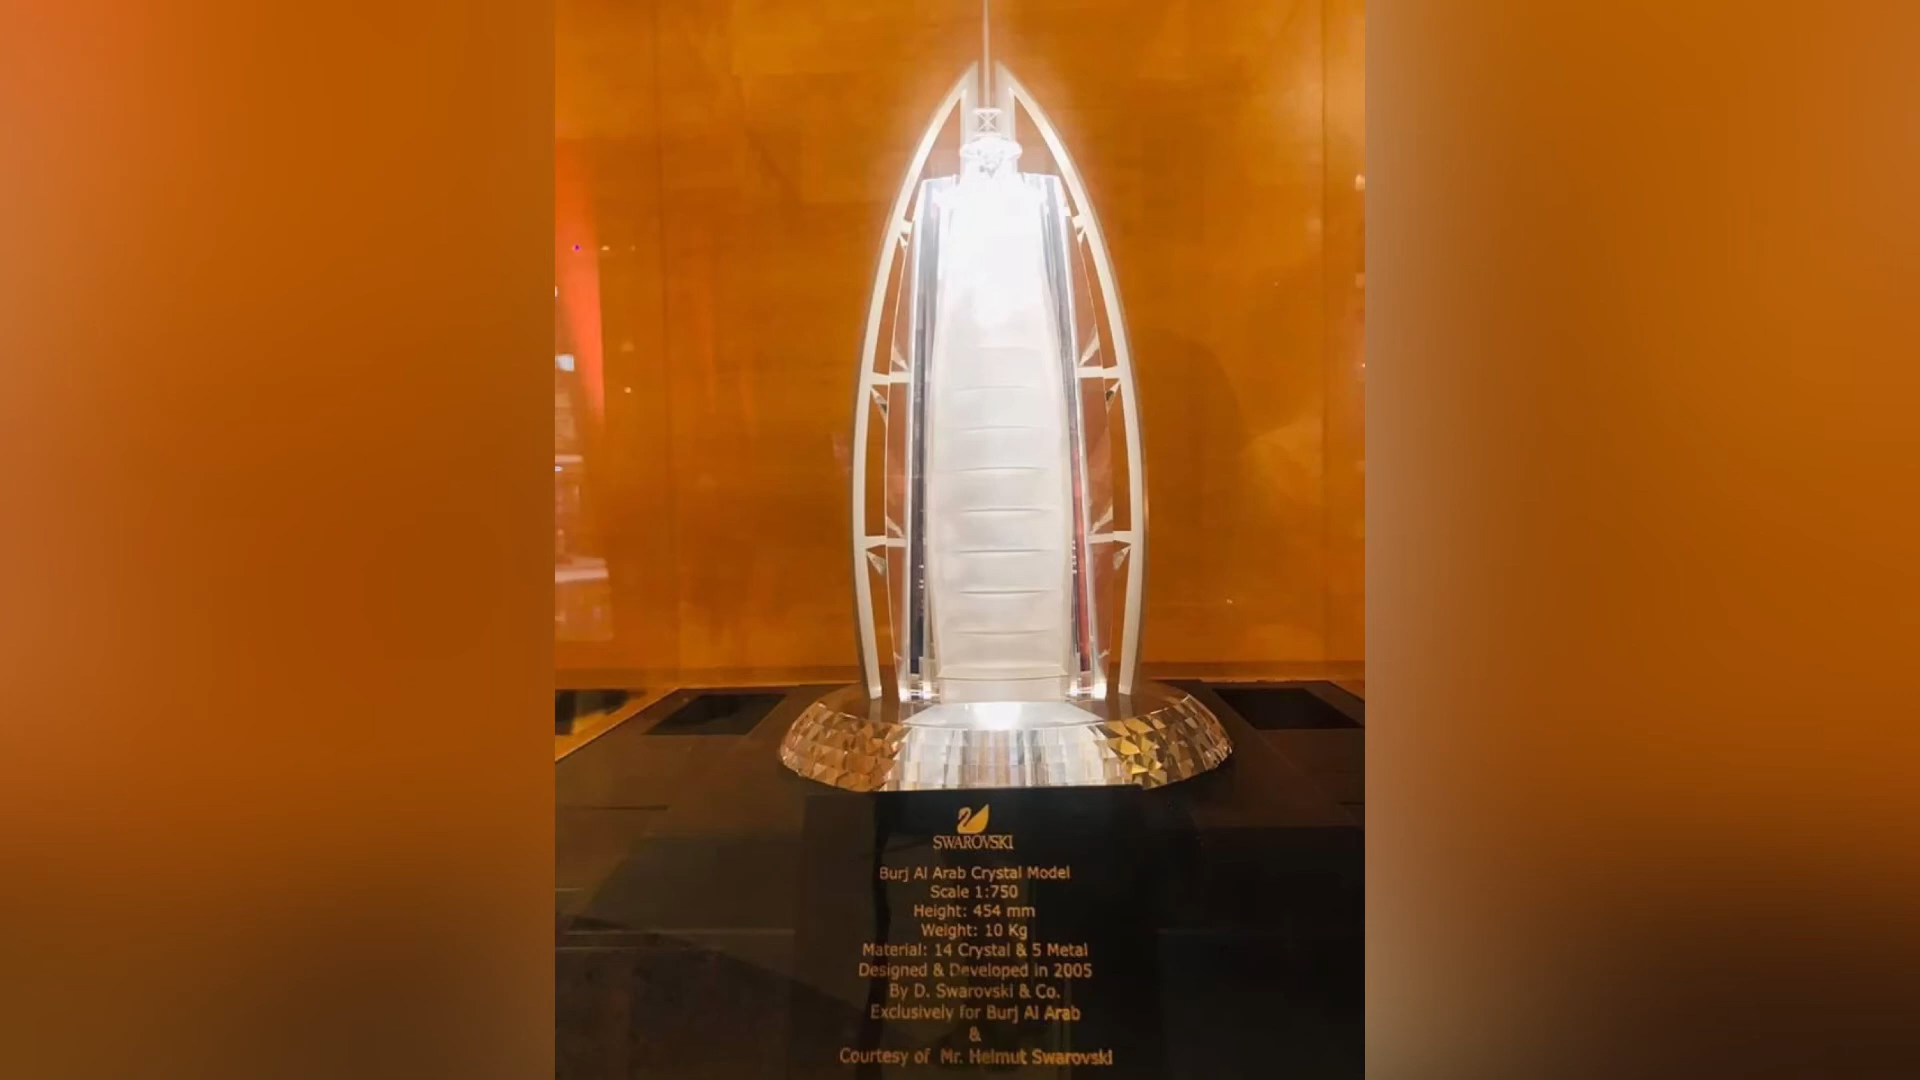 SWAROVSKI
Burj Al Arab Crystal Model
Scale 1:750
Height: 454 mm
Weight: 10 Kg
Material: 14 Crystal & 5 Metal
Designed & Developed in 2005
By D. Swarovski & Co.
Exclusively for Burj Al Arab
&
Courtesy of Mr. Helmut Swarovski